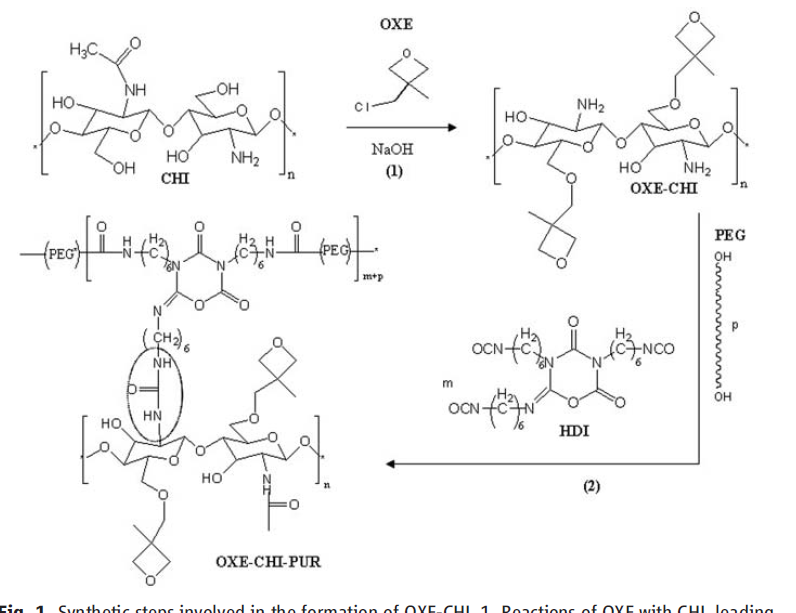 OXE
H₃C
O
NH
HO
OH
O
O
O
O
HO
NH₂
OH
CHI
n
O
Cl
NaOH
(1)
O
O
NH₂
HO
O
O
O
O
HO
NH₂
O
OXE-CHI
n
O
PEG
OH
p
OH
(PEG)
O
H
N
H₂
(C)
6
N
O
N
H₂
(C)
6
H
N
O
(PEG)
m+p
O
O
N
(CH₂)
6
NH
O
HN
HO
O
O
O
O
O
O
HO
N
H
O
n
O
O
OXE-CHI-PUR
m
OCN
H₂
(C)
6
N
O
N
H₂
(C)
6
NCO
OCN
H₂
(C)
6
N
O
O
HDI
(2)
Fig. 1 Synthetic steps involved in the formation of OXE-CHI. 1. Reactions of OXE with CHI leading